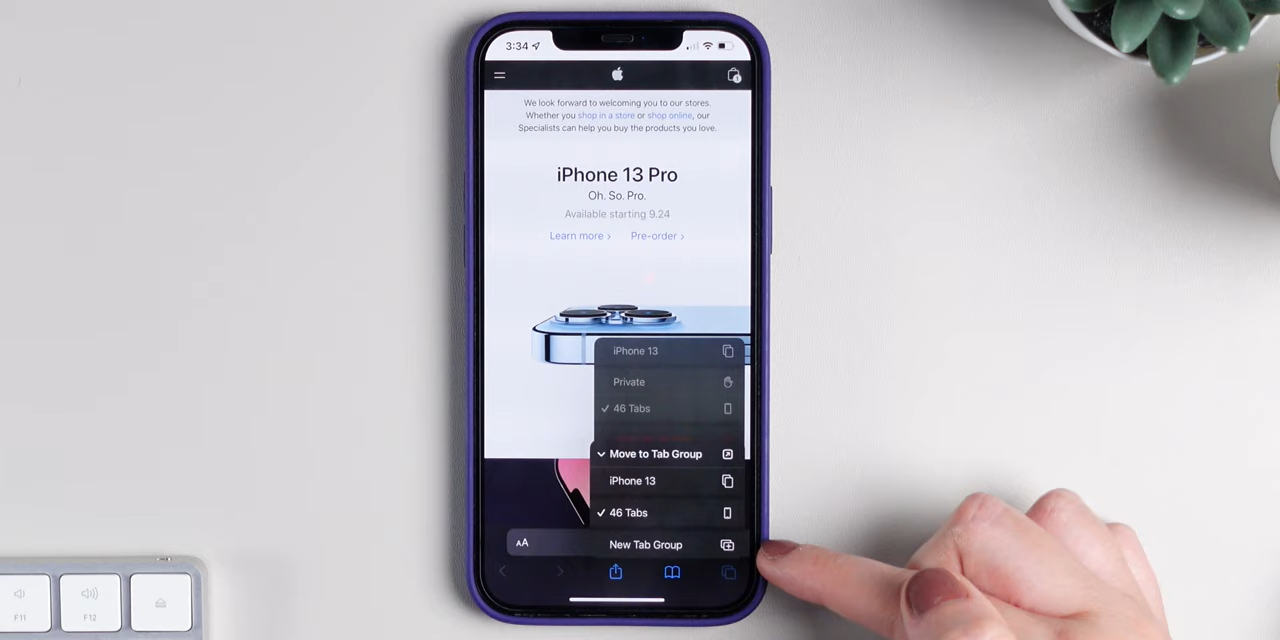 3:34
We look forward to welcoming you to our stores.
Whether you shop in a store or shop online, our
Specialists can help you buy the products you love.
iPhone 13 Pro
Oh. So. Pro.
Available starting 9.24
Learn more >
Pre-order >
iPhone 13
Private
✓ 46 Tabs
Move to Tab Group
iPhone 13
✓ 46 Tabs
AA
New Tab Group
F11
F12